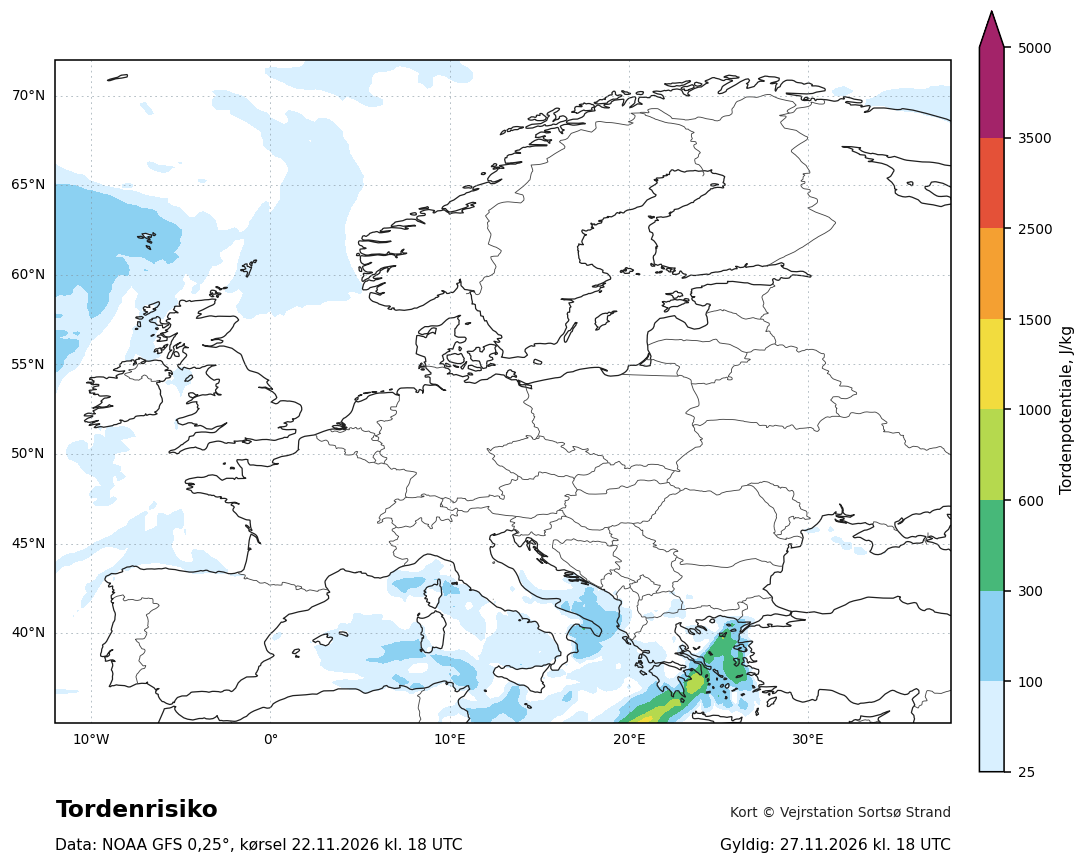 5000
3500
2500
1500
1000
600
300
100
25
Tordenpotentiale, J/kg
70°N
65°N
60°N
55°N
50°N
45°N
40°N
10°W
0°
10°E
20°E
30°E
Tordenrisiko
Kort © Vejrstation Sortsø Strand
Data: NOAA GFS 0,25°, kørsel 22.11.2026 kl. 18 UTC
Gyldig: 27.11.2026 kl. 18 UTC